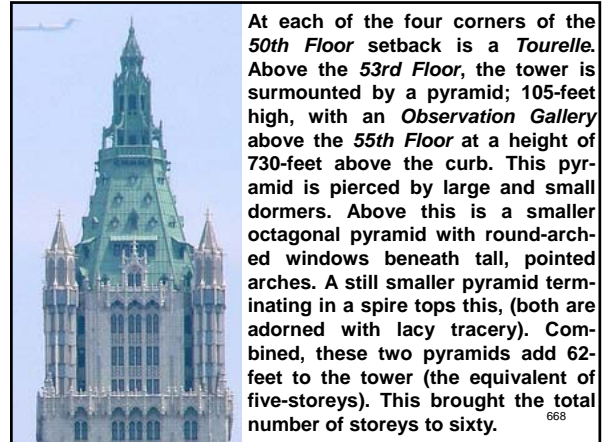 At each of the four corners of the
50th Floor setback is a Tourelle.
Above the 53rd Floor, the tower is
surmounted by a pyramid; 105-feet
high, with an Observation Gallery
above the 55th Floor at a height of
730-feet above the curb. This pyr-
amid is pierced by large and small
dormers. Above this is a smaller
octagonal pyramid with round-arch-
ed windows beneath tall, pointed
arches. A still smaller pyramid term-
inating in a spire tops this, (both are
adorned with lacy tracery). Com-
bined, these two pyramids add 62-
feet to the tower (the equivalent of
five-storeys). This brought the total
number of storeys to sixty.
668